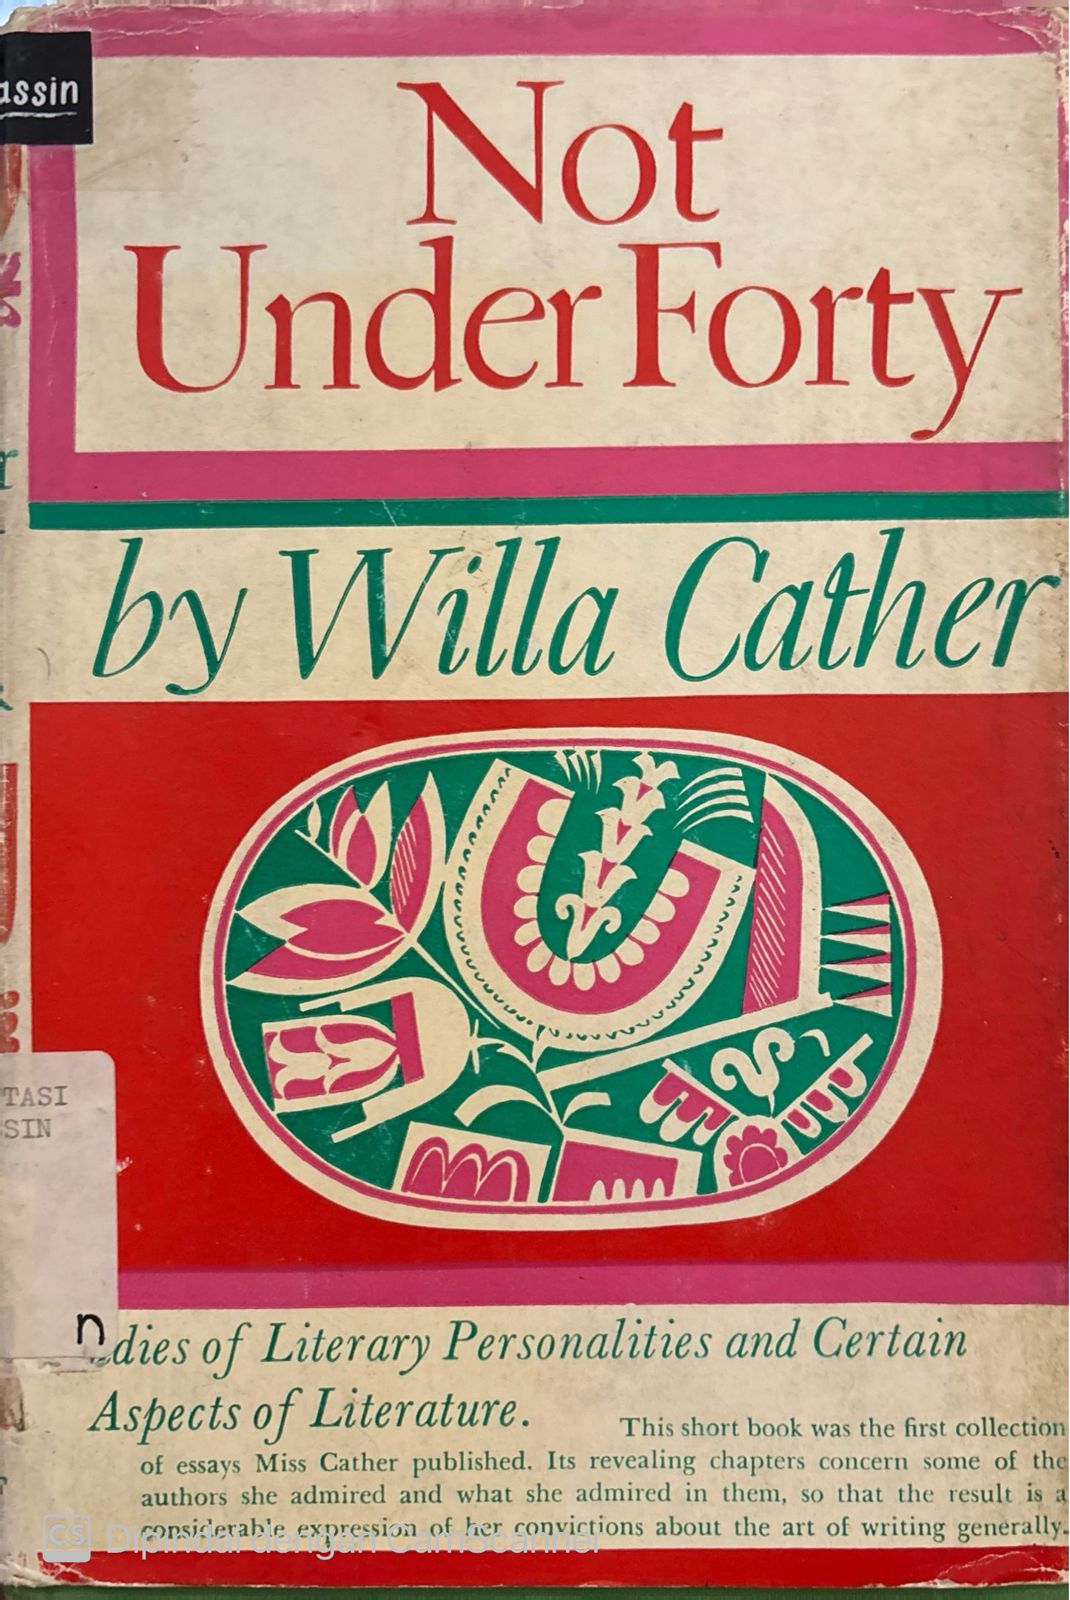 assin
Not
Under Forty
by Willa Cather
TASI
SIN
n
dies of Literary Personalities and Certain
Aspects of Literature.
This short book was the first collection
of essays Miss Cather published. Its revealing chapters concern some of the
authors she admired and what she admired in them, so that the result is a
considerable expression of her convictions about the art of writing generally.
CS Dipindai dengan CamScanner